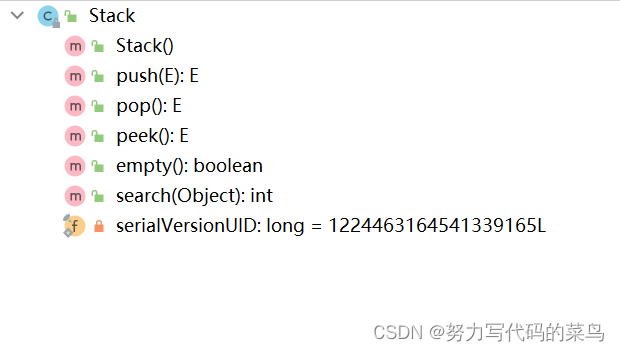 Stack
Stack()
push(E): E
pop(): E
peek(): E
empty(): boolean
search(Object): int
serialVersionUID: long = 1224463164541339165L
CSDN @努力写代码的菜鸟